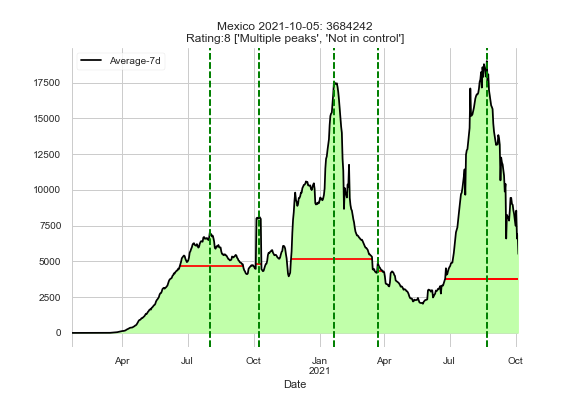 Mexico 2021-10-05: 3684242
Rating:8 ['Multiple peaks', 'Not in control']
Average-7d
17500
15000
12500
10000
7500
5000
2500
0
Apr Jul Oct Jan Apr Jul Oct
2021
Date